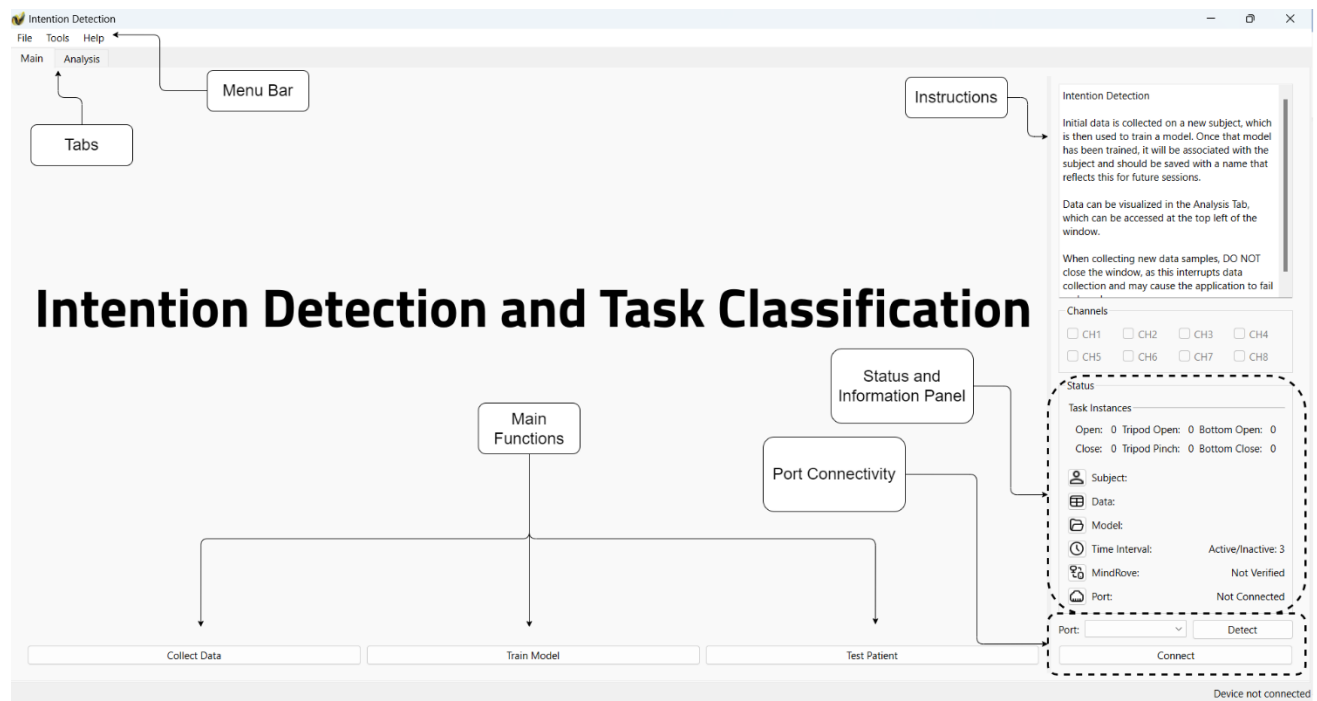 Intention Detection
File Tools Help
Main Analysis
Menu Bar
Tabs
Instructions
Intention Detection
Initial data is collected on a new subject, which
is then used to train a model. Once that model
has been trained, it will be associated with the
subject and should be saved with a name that
reflects this for future sessions.
Data can be visualized in the Analysis Tab,
which can be accessed at the top left of the
window.
When collecting new data samples, DO NOT
close the window, as this interrupts data
collection and may cause the application to fail
Intention Detection and Task Classification
Channels
CH1 CH2 CH3 CH4
CH5 CH6 CH7 CH8
Status and
Information Panel
Main
Functions
Port Connectivity
Status
Task Instances
Open: 0 Tripod Open: 0 Bottom Open: 0
Close: 0 Tripod Pinch: 0 Bottom Close: 0
Subject:
Data:
Model:
Time Interval: Active/Inactive: 3
MindRove: Not Verified
Port: Not Connected
Port: Detect
Connect
Collect Data Train Model Test Patient
Device not connected